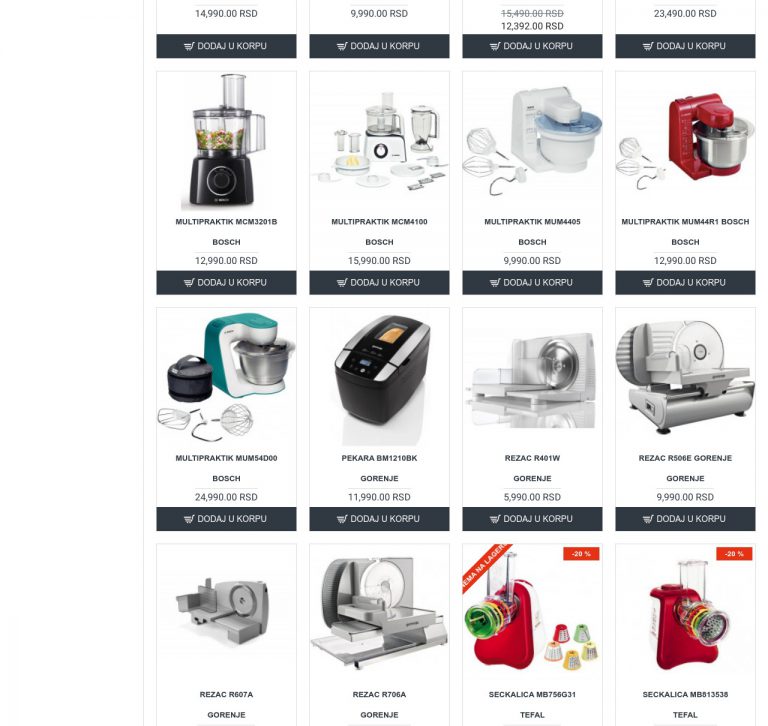 14,990.00 RSD
9,990.00 RSD
15,490.00 RSD
12,392.00 RSD
23,490.00 RSD
DODAJ U KORPU
DODAJ U KORPU
DODAJ U KORPU
DODAJ U KORPU
MULTIPRAKTIK MCM3201B
BOSCH
12,990.00 RSD
DODAJ U KORPU
MULTIPRAKTIK MCM4100
BOSCH
15,990.00 RSD
DODAJ U KORPU
MULTIPRAKTIK MUM4405
BOSCH
9,990.00 RSD
DODAJ U KORPU
MULTIPRAKTIK MUM44R1 BOSCH
BOSCH
12,990.00 RSD
DODAJ U KORPU
MULTIPRAKTIK MUM54D00
BOSCH
24,990.00 RSD
DODAJ U KORPU
PEKARA BM1210BK
GORENJE
11,990.00 RSD
DODAJ U KORPU
REZAC R401W
GORENJE
5,990.00 RSD
DODAJ U KORPU
REZAC R506E GORENJE
GORENJE
9,990.00 RSD
DODAJ U KORPU
REZAC R607A
GORENJE
REZAC R706A
GORENJE
NEMA NA LAGERU
-20 %
SECKALICA MB756G31
TEFAL
-20 %
SECKALICA MB813538
TEFAL